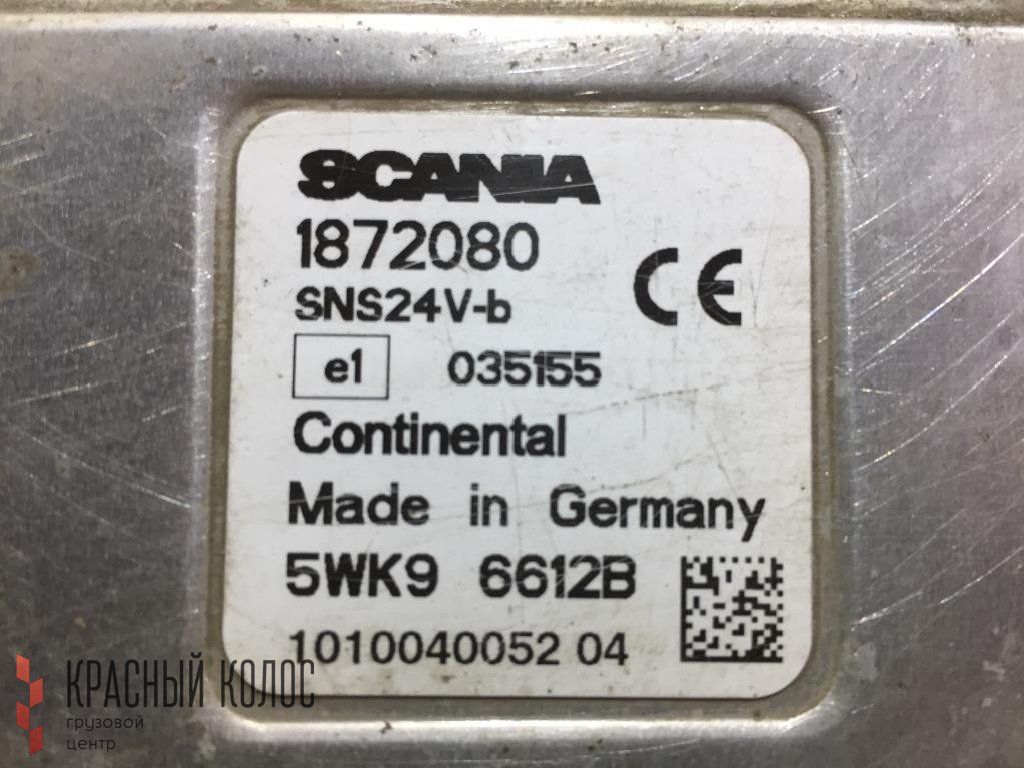 SCANIA
1872080
CE
SNS24V-b
e1 035155
Continental
Made in Germany
5WK9 6612B
1010040052 04
КРАСНЫЙ КОЛОС
грузовой
центр